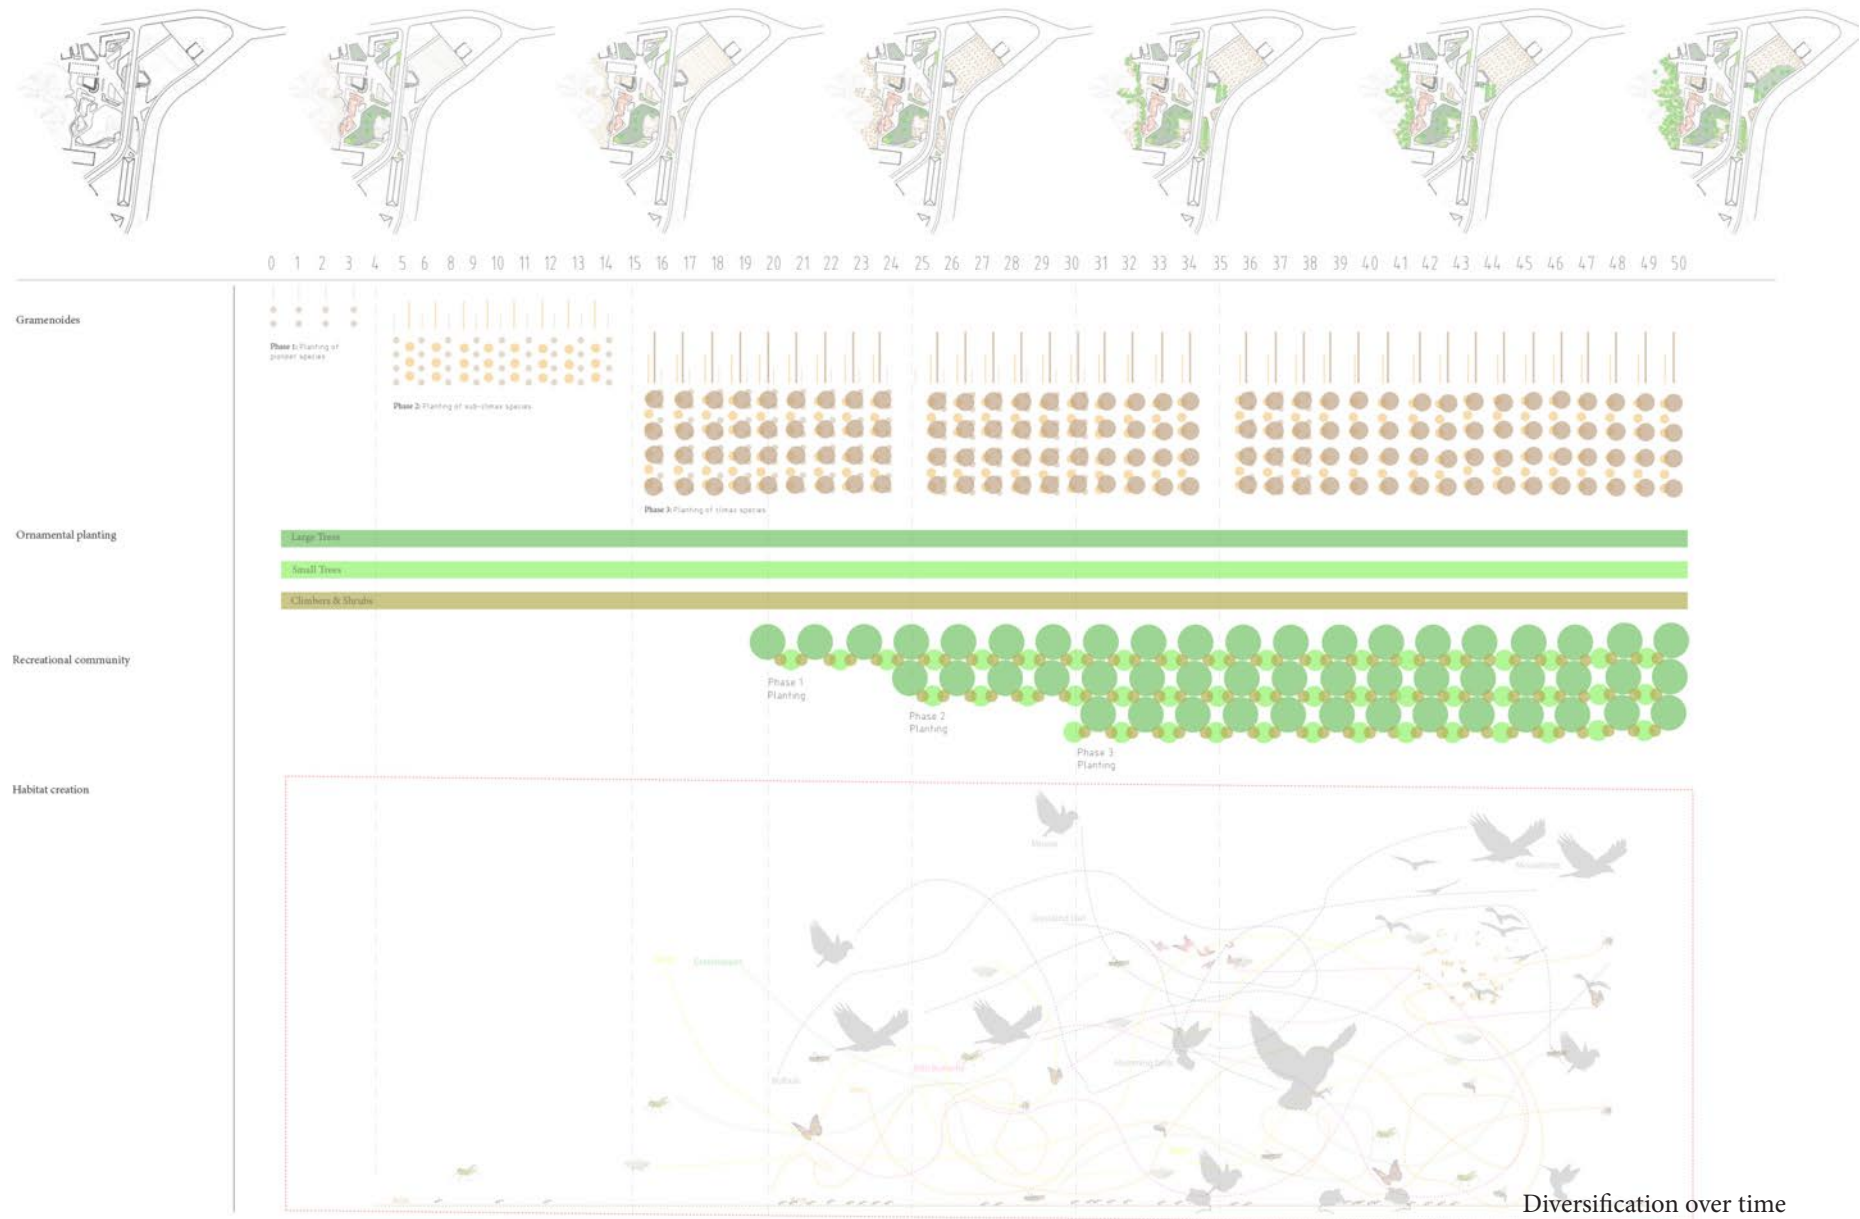 0 1 2 3 4 5 6 8 9 10 11 12 13 14 15 16 17 18 19 20 21 22 23 24 25 26 27 28 29 30 31 32 33 34 35 36 37 38 39 40 41 42 43 44 45 46 47 48 49 50
Gramenoides
Phase 1: Planting of
pioneer species
Phase 2: Planting of sub-climax species
Phase 3: Planting of climax species
Ornamental planting
Large Trees
Small Trees
Climbers & Shrubs
Recreational community
Phase 1
Planting
Phase 2
Planting
Phase 3
Planting
Habitat creation
Diversification over time